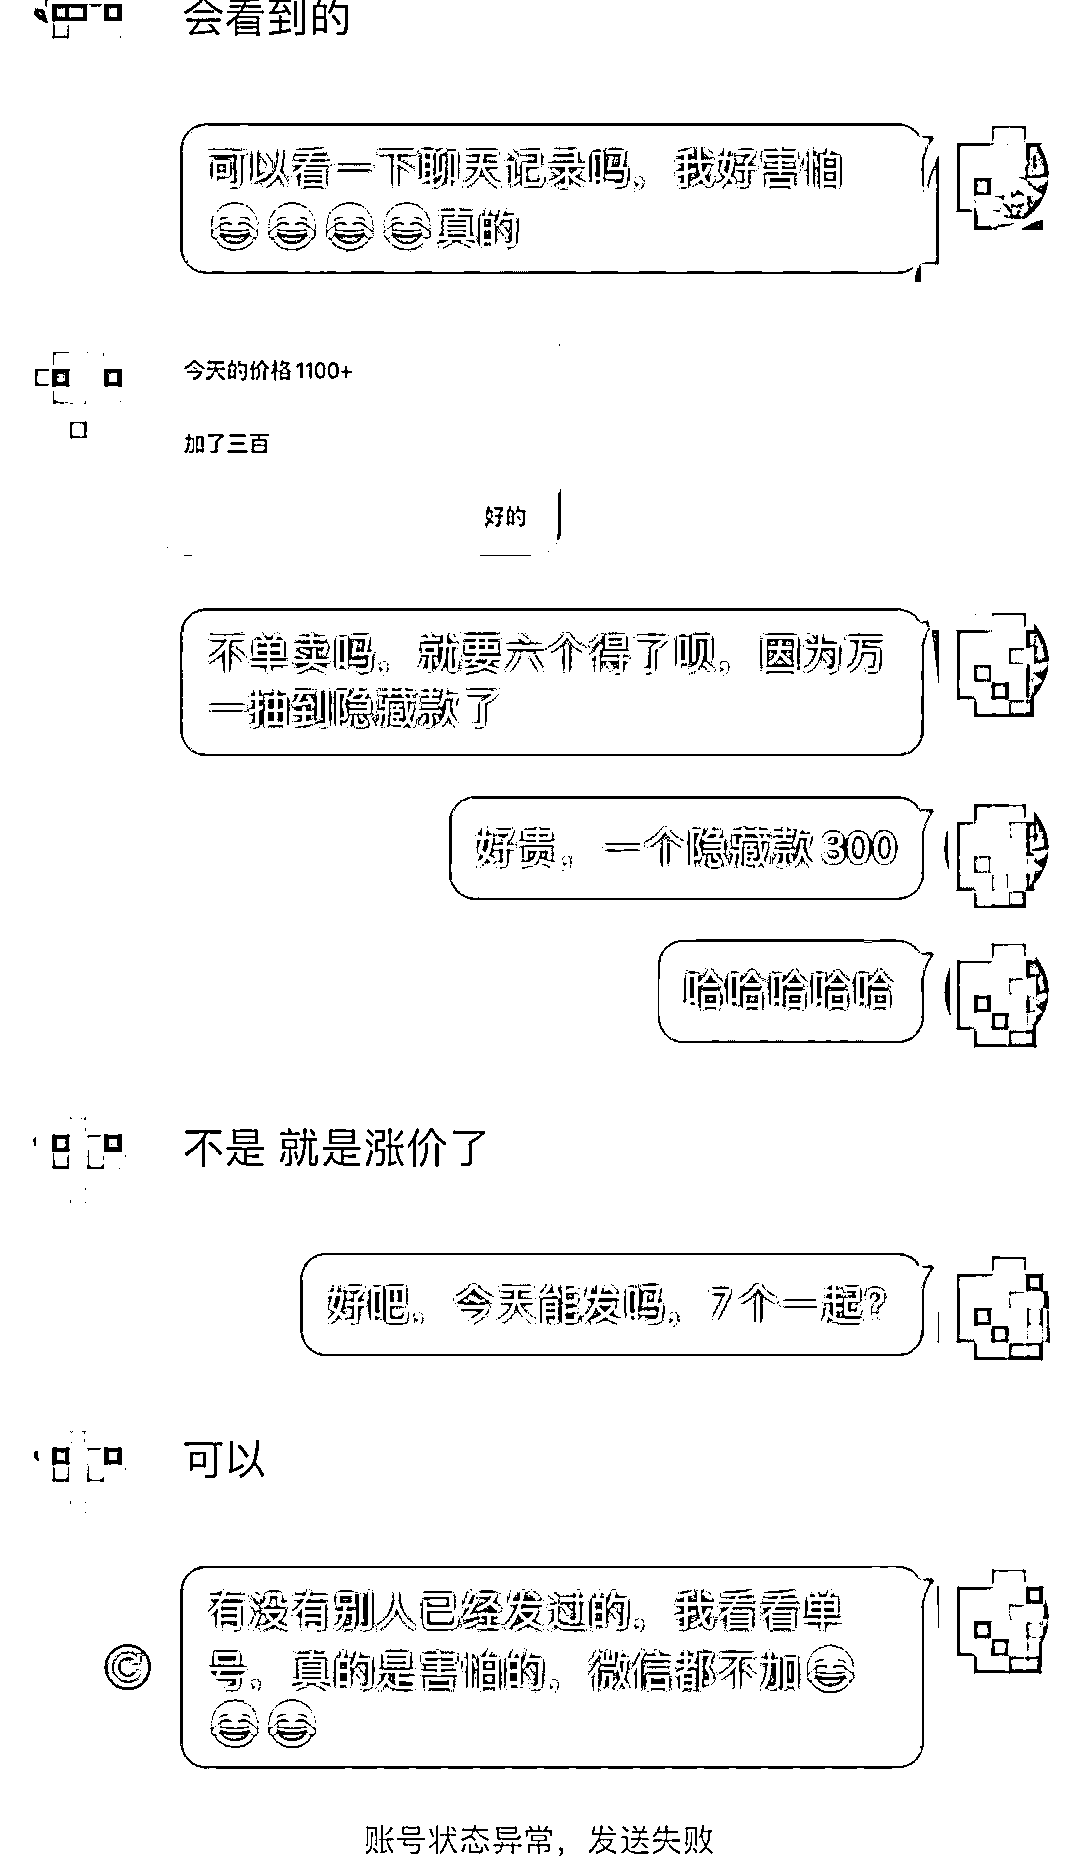 会看到的
可以看一下聊天记录吗，我好害怕
😂😂😂😂真的
今天的价格1100+
加了三百
好的
不单卖吗，就要六个得了呗，因为万
一抽到隐藏款了
好贵，一个隐藏款300
哈哈哈哈哈
不是 就是涨价了
好吧，今天能发吗，7个一起？
可以
有没有别人已经发过的，我看看单
号，真的是害怕的，微信都不加😂
😂😂
账号状态异常，发送失败